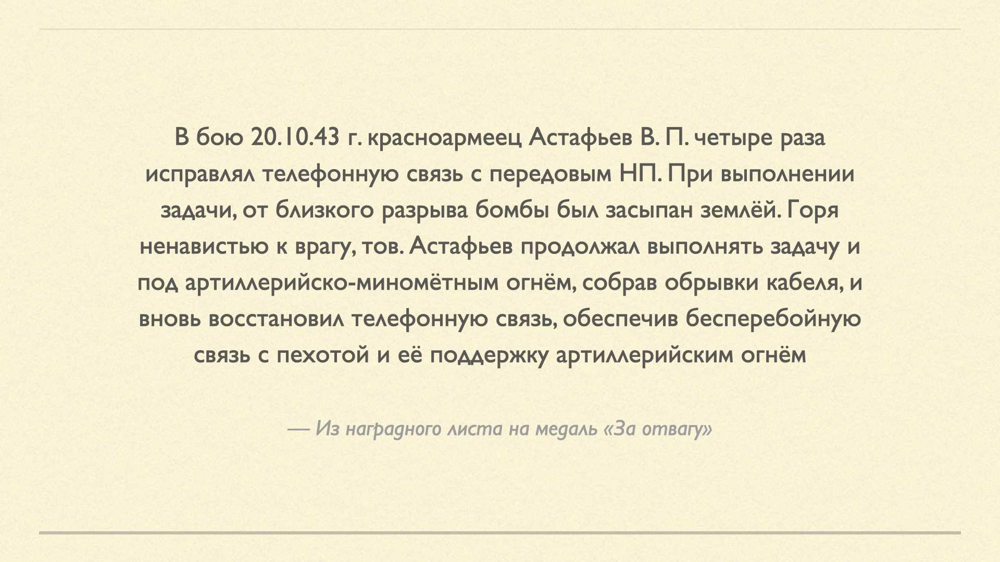 В бою 20.10.43 г. красноармеец Астафьев В. П. четыре раза
исправлял телефонную связь с передовым НП. При выполнении
задачи, от близкого разрыва бомбы был засыпан землёй. Горя
ненавистью к врагу, тов. Астафьев продолжал выполнять задачу и
под артиллерийско-миномётным огнём, собрав обрывки кабеля, и
вновь восстановил телефонную связь, обеспечив бесперебойную
связь с пехотой и её поддержку артиллерийским огнём
— Из наградного листа на медаль «За отвагу»